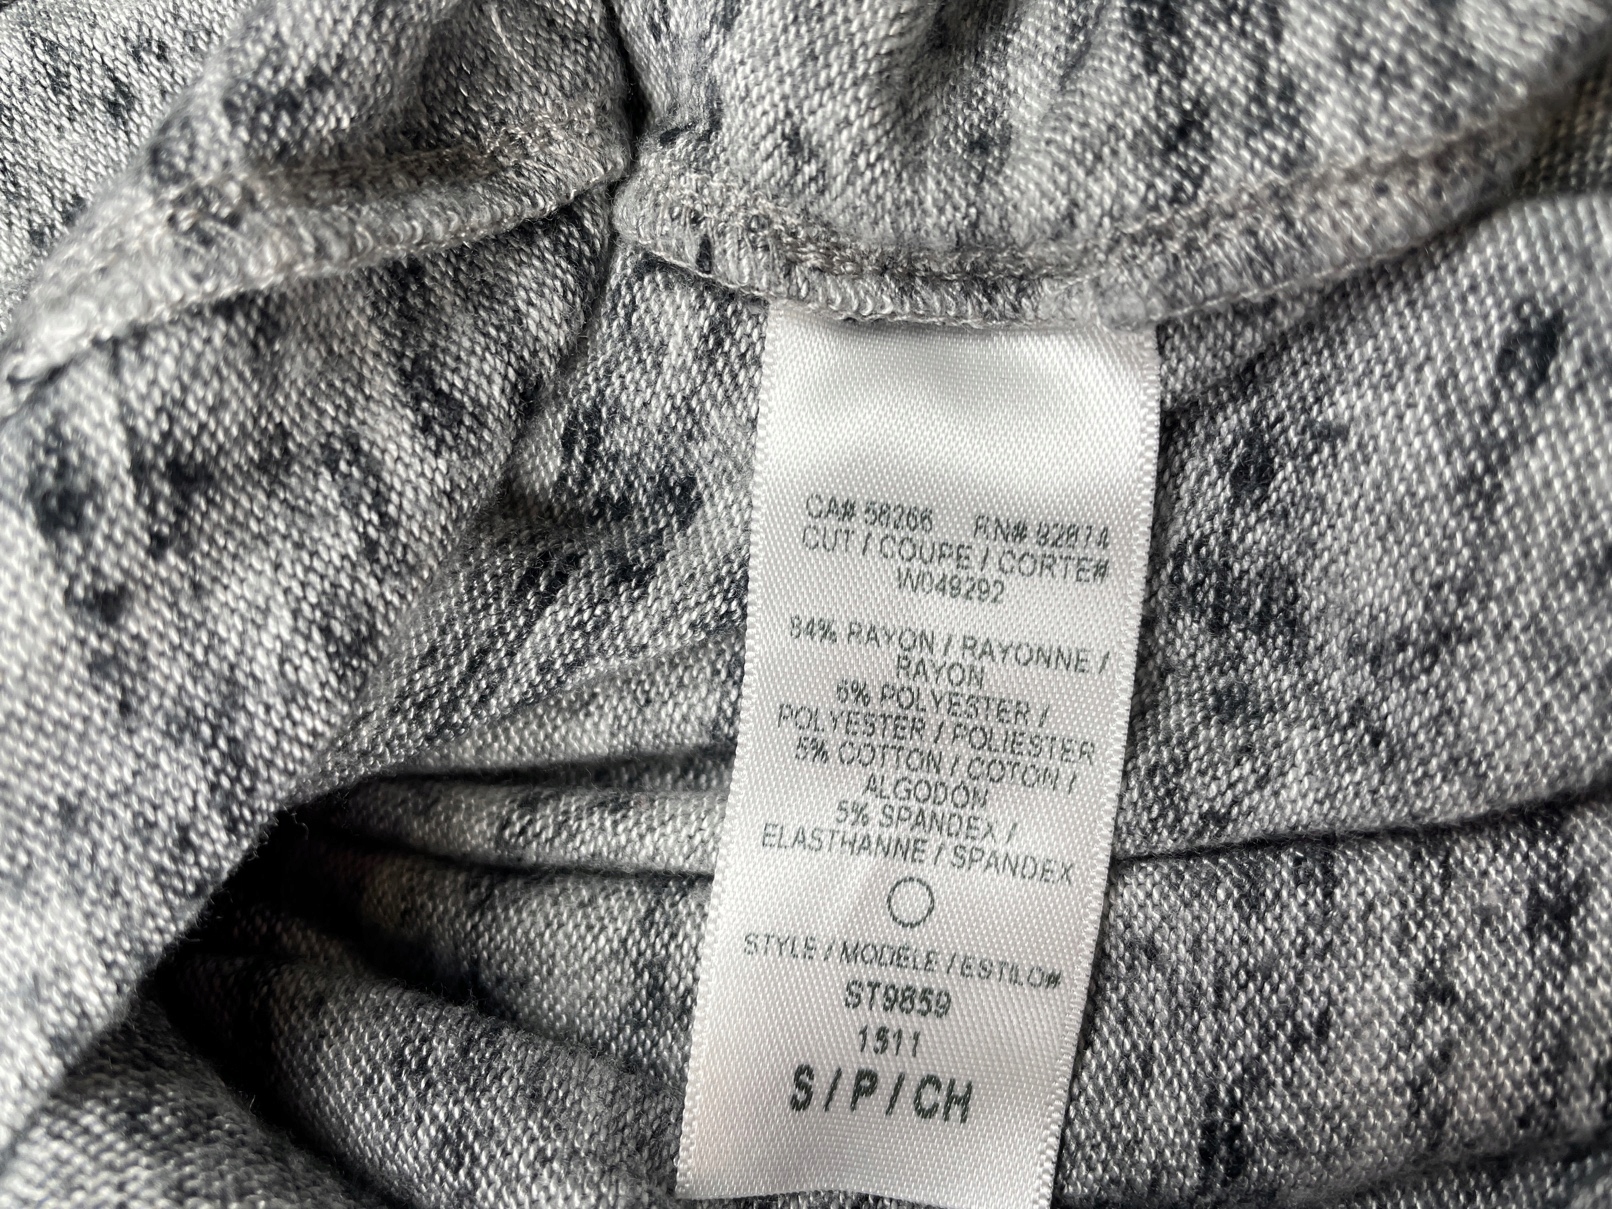 CA# 56266 RN# 92874
CUT / COUPE / CORTE#
W049292
84% RAYON / RAYONNE /
RAYON
6% POLYESTER /
POLYESTER / POLIESTER
5% COTTON / COTON /
ALGODON
5% SPANDEX /
ELASTHANNE / SPANDEX
STYLE / MODELE / ESTILO#
ST9859
1511
S / P / CH